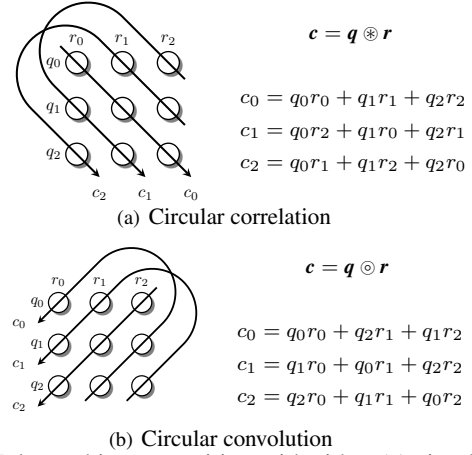 r₀ r₁ r₂
q₀
q₁
q₂
c₂ c₁ c₀
c = q ⊛ r
c₀ = q₀r₀ + q₁r₁ + q₂r₂
c₁ = q₀r₂ + q₁r₀ + q₂r₁
c₂ = q₀r₁ + q₁r₂ + q₂r₀
(a) Circular correlation
r₀ r₁ r₂
q₀
c₀
q₁
c₁
q₂
c₂
c = q ⊚ r
c₀ = q₀r₀ + q₂r₁ + q₁r₂
c₁ = q₁r₀ + q₀r₁ + q₂r₂
c₂ = q₂r₀ + q₁r₁ + q₀r₂
(b) Circular convolution